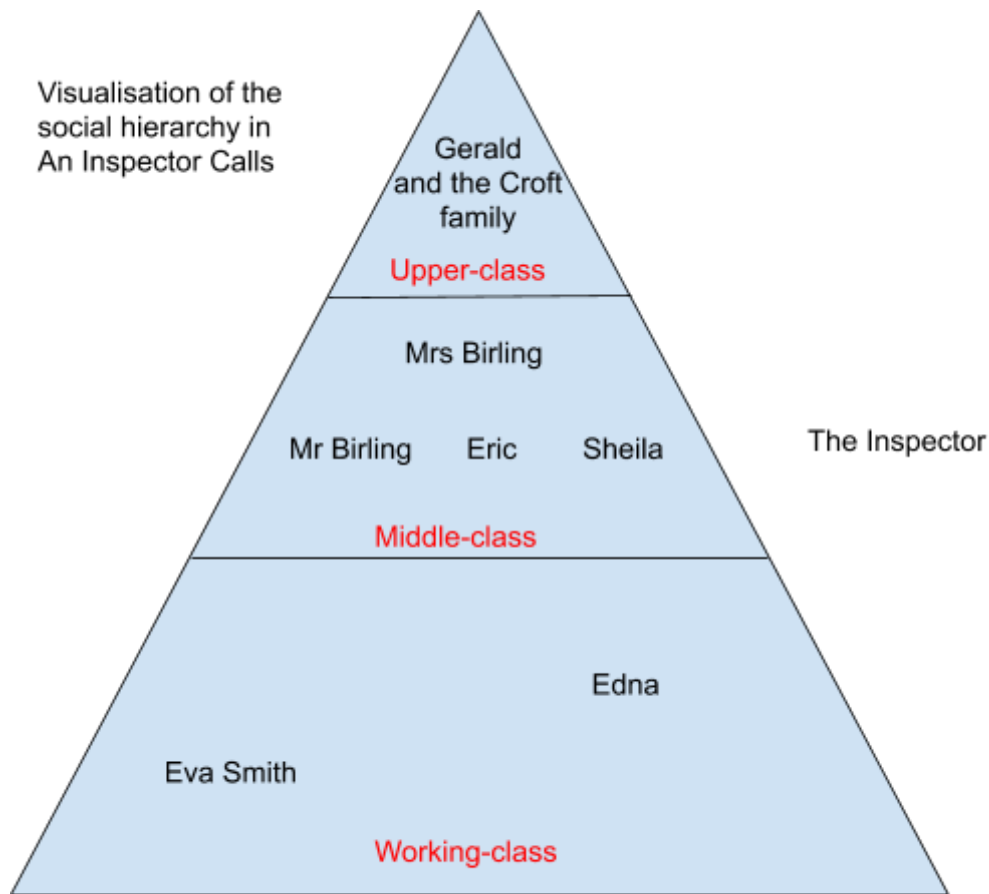 Visualisation of the
social hierarchy in
An Inspector Calls
Gerald
and the Croft
family
Upper-class
Mrs Birling
Mr Birling Eric Sheila
The Inspector
Middle-class
Edna
Eva Smith
Working-class